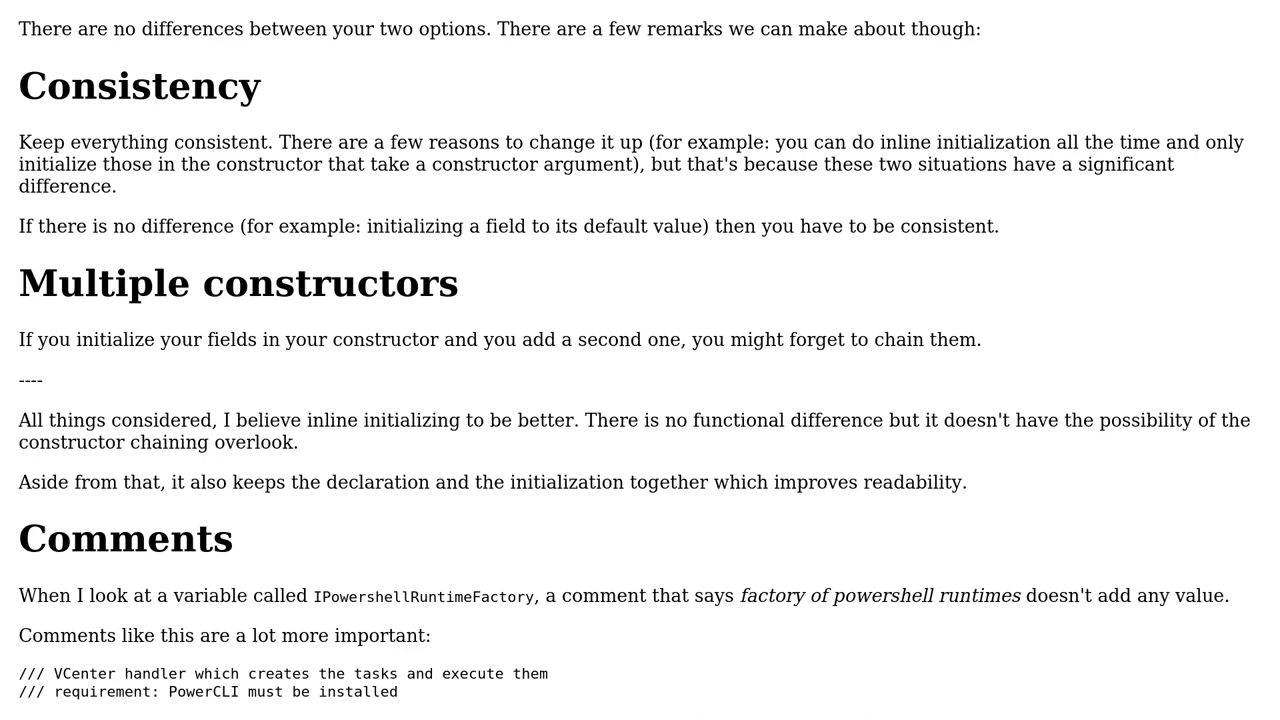 There are no differences between your two options. There are a few remarks we can make about though:
Consistency
Keep everything consistent. There are a few reasons to change it up (for example: you can do inline initialization all the time and only
initialize those in the constructor that take a constructor argument), but that's because these two situations have a significant
difference.
If there is no difference (for example: initializing a field to its default value) then you have to be consistent.
Multiple constructors
If you initialize your fields in your constructor and you add a second one, you might forget to chain them.
----
All things considered, I believe inline initializing to be better. There is no functional difference but it doesn't have the possibility of the
constructor chaining overlook.
Aside from that, it also keeps the declaration and the initialization together which improves readability.
Comments
When I look at a variable called IPowershellRuntimeFactory, a comment that says factory of powershell runtimes doesn't add any value.
Comments like this are a lot more important:
/// VCenter handler which creates the tasks and execute them
/// requirement: PowerCLI must be installed